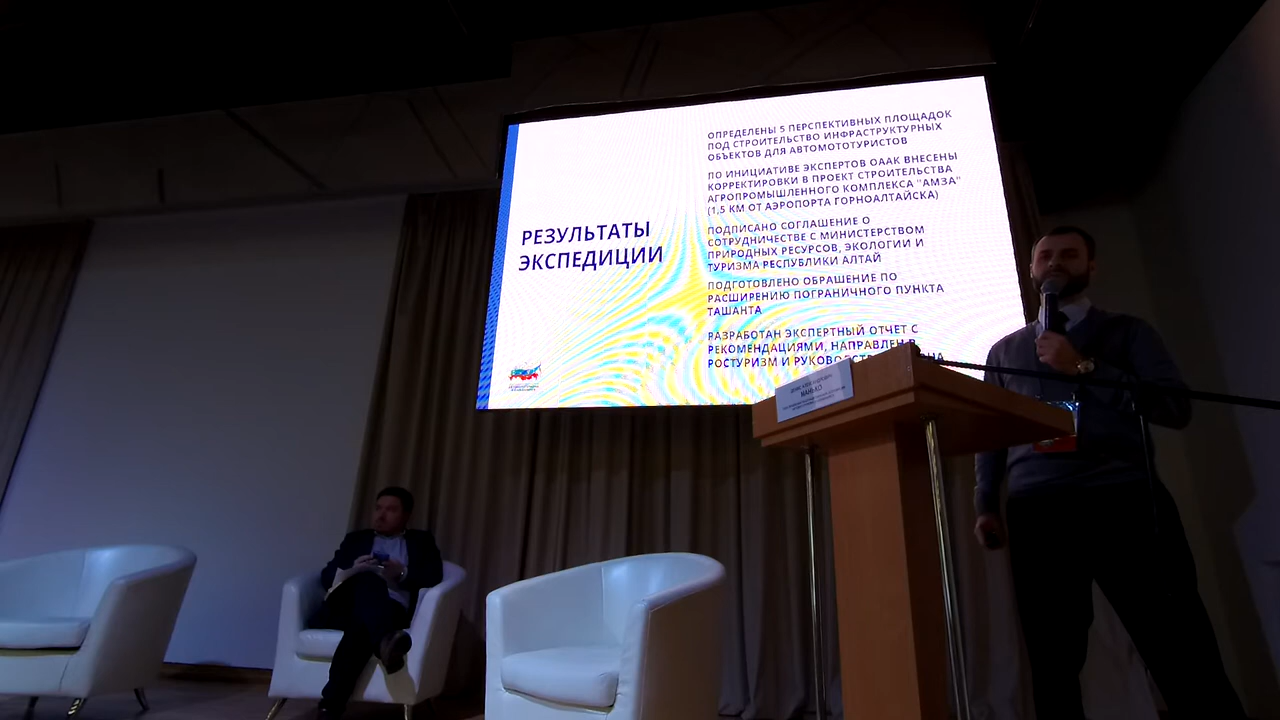 РЕЗУЛЬТАТЫ
ЭКСПЕДИЦИИ
ОПРЕДЕЛЕНЫ 5 ПЕРСПЕКТИВНЫХ ПЛОЩАДОК
ПОД СТРОИТЕЛЬСТВО ИНФРАСТРУКТУРНЫХ
ОБЪЕКТОВ ДЛЯ АВТОМОТОТУРИСТОВ
ПО ИНИЦИАТИВЕ ЭКСПЕРТОВ ОААК ВНЕСЕНЫ
КОРРЕКТИРОВКИ В ПРОЕКТ СТРОИТЕЛЬСТВА
АГРОПРОМЫШЛЕННОГО КОМПЛЕКСА "АМЗА"
(1,5 КМ ОТ АЭРОПОРТА ГОРНОАЛТАЙСКА)
ПОДПИСАНО СОГЛАШЕНИЕ О
СОТРУДНИЧЕСТВЕ С МИНИСТЕРСТВОМ
ПРИРОДНЫХ РЕСУРСОВ, ЭКОЛОГИИ И
ТУРИЗМА РЕСПУБЛИКИ АЛТАЙ
ПОДГОТОВЛЕНО ОБРАЩЕНИЕ ПО
РАСШИРЕНИЮ ПОГРАНИЧНОГО ПУНКТА
ТАШАНТА
РАЗРАБОТАН ЭКСПЕРТНЫЙ ОТЧЕТ С
РЕКОМЕНДАЦИЯМИ, НАПРАВЛЕН В
РОСТУРИЗМ И
МАНЬКО